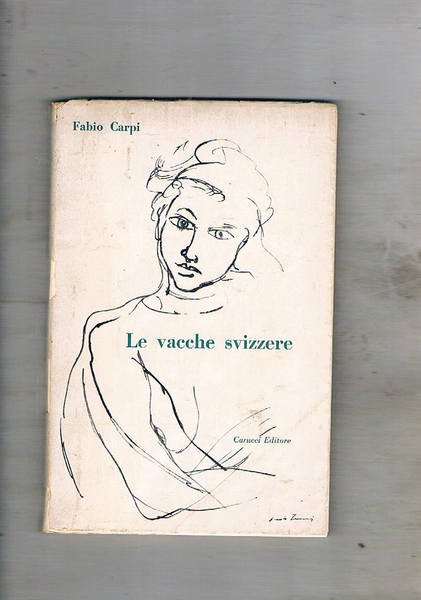 Fabio Carpi
Le vacche svizzere
Carucci Editore